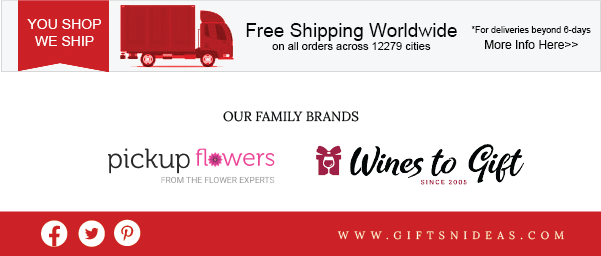 YOU SHOP
WE SHIP
Free Shipping Worldwide
on all orders across 12279 cities
*For deliveries beyond 6-days
More Info Here>>
OUR FAMILY BRANDS
pickup flowers
FROM THE FLOWER EXPERTS
Wines to Gift
SINCE 2005
WWW.GIFTSNIDEAS.COM